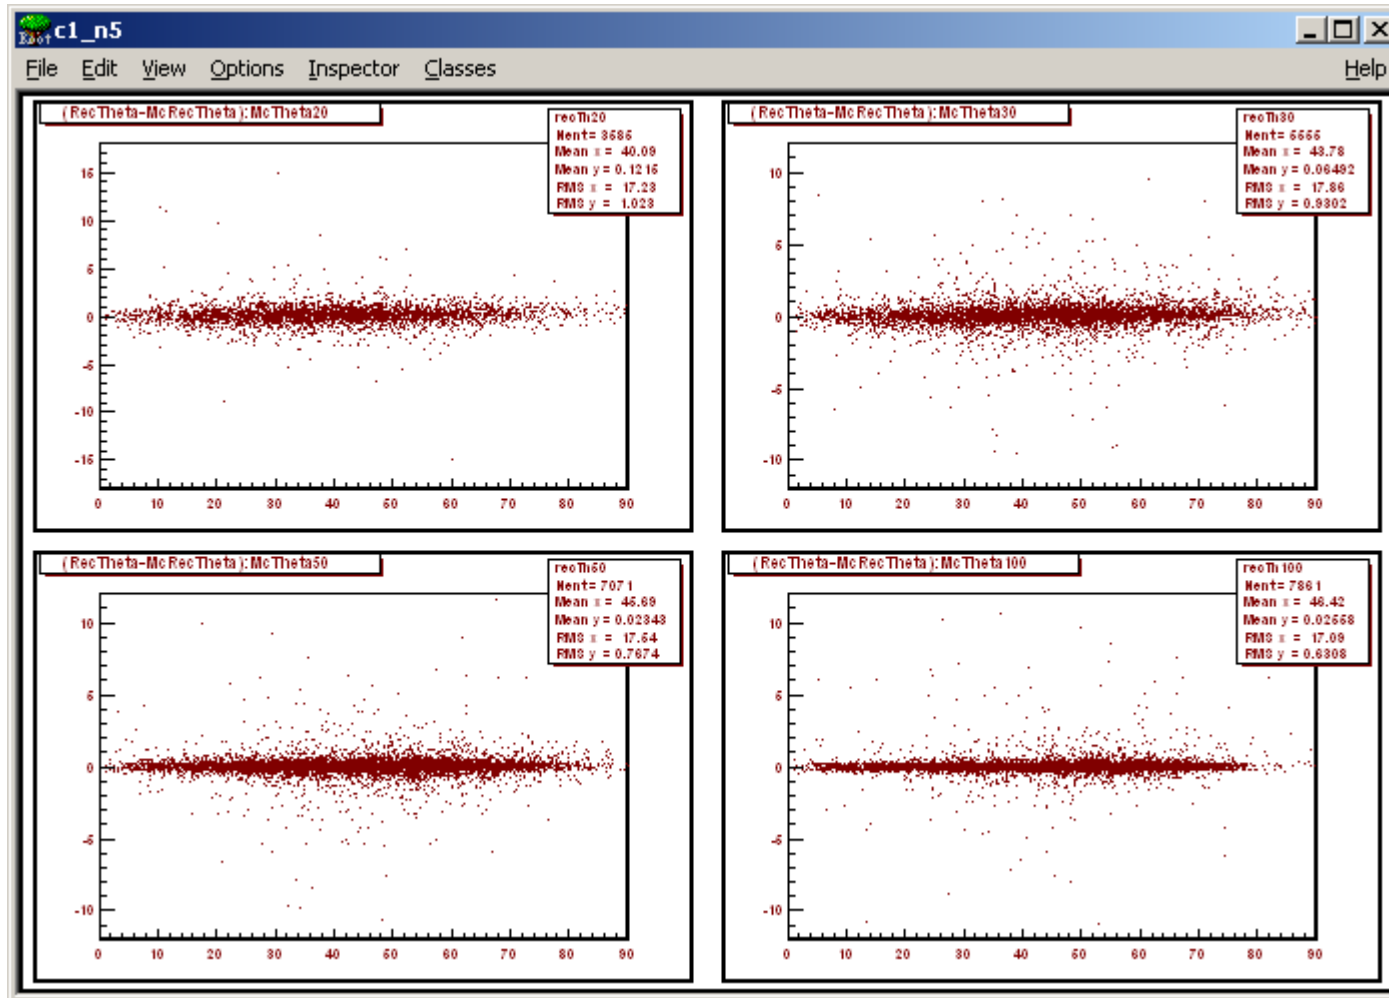 c1_n5
File Edit View Options Inspector Classes Help
(RecTheta-McRecTheta):McTheta20
recTh20
Nent = 3585
Mean x = 40.09
Mean y = 0.1215
RMS x = 17.23
RMS y = 1.023
15
10
5
0
-5
-10
-15
0 10 20 30 40 50 60 70 80 90
(RecTheta-McRecTheta):McTheta30
recTh30
Nent = 5555
Mean x = 43.78
Mean y = 0.06492
RMS x = 17.86
RMS y = 0.9302
10
5
0
-5
-10
0 10 20 30 40 50 60 70 80 90
(RecTheta-McRecTheta):McTheta50
recTh50
Nent = 7071
Mean x = 45.69
Mean y = 0.02343
RMS x = 17.54
RMS y = 0.7674
10
5
0
-5
-10
0 10 20 30 40 50 60 70 80 90
(RecTheta-McRecTheta):McTheta100
recTh100
Nent = 7861
Mean x = 46.42
Mean y = 0.02558
RMS x = 17.09
RMS y = 0.6308
10
5
0
-5
-10
0 10 20 30 40 50 60 70 80 90